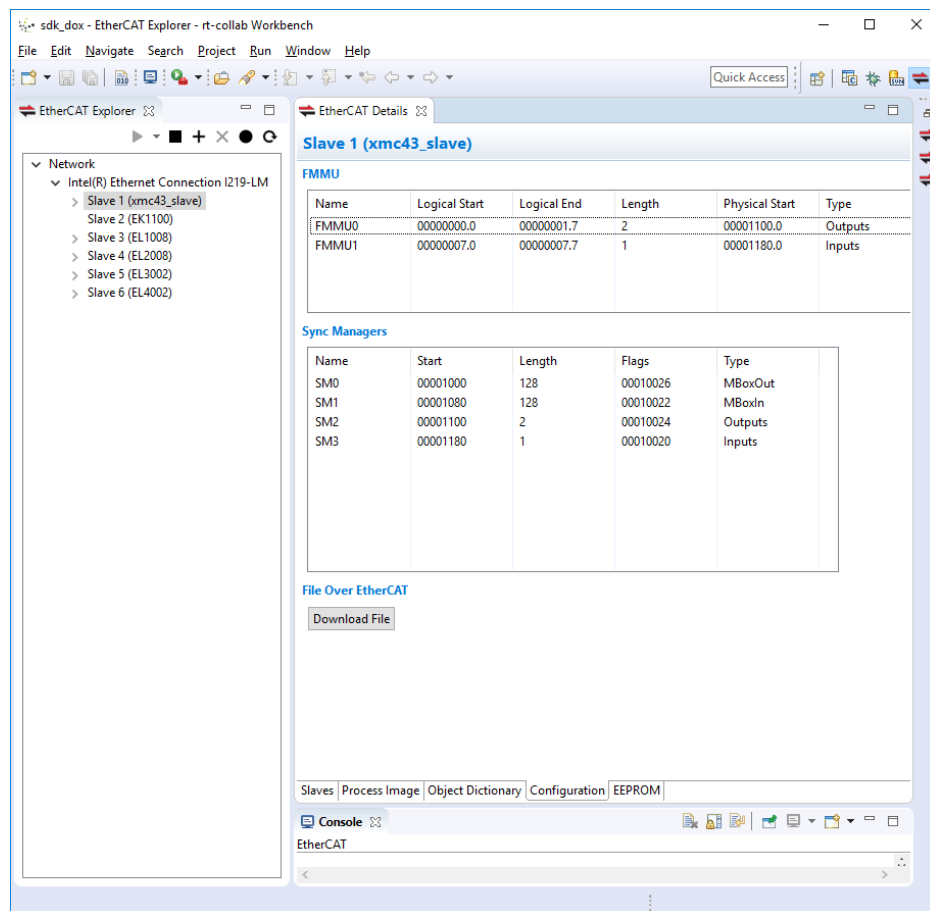 sdk_dox - EtherCAT Explorer - rt-collab Workbench
File Edit Navigate Search Project Run Window Help
Quick Access
EtherCAT Explorer
Network
Intel(R) Ethernet Connection I219-LM
Slave 1 (xmc43_slave)
Slave 2 (EK1100)
Slave 3 (EL1008)
Slave 4 (EL2008)
Slave 5 (EL3002)
Slave 6 (EL4002)
EtherCAT Details
Slave 1 (xmc43_slave)
FMMU
Name Logical Start Logical End Length Physical Start Type
FMMU0 00000000.0 00000001.7 2 00001100.0 Outputs
FMMU1 00000007.0 00000007.7 1 00001180.0 Inputs
Sync Managers
Name Start Length Flags Type
SM0 00001000 128 00010026 MBoxOut
SM1 00001080 128 00010022 MBoxIn
SM2 00001100 2 00010024 Outputs
SM3 00001180 1 00010020 Inputs
File Over EtherCAT
Download File
Slaves Process Image Object Dictionary Configuration EEPROM
Console
EtherCAT